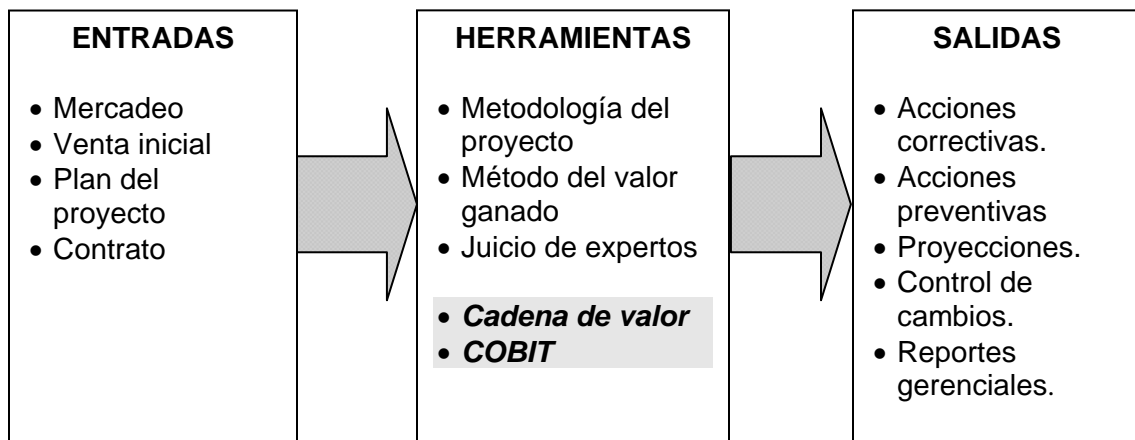 ENTRADAS
• Mercadeo
• Venta inicial
• Plan del
proyecto
• Contrato
HERRAMIENTAS
• Metodología del
proyecto
• Método del valor
ganado
• Juicio de expertos
• Cadena de valor
• COBIT
SALIDAS
• Acciones
correctivas.
• Acciones
preventivas
• Proyecciones.
• Control de
cambios.
• Reportes
gerenciales.